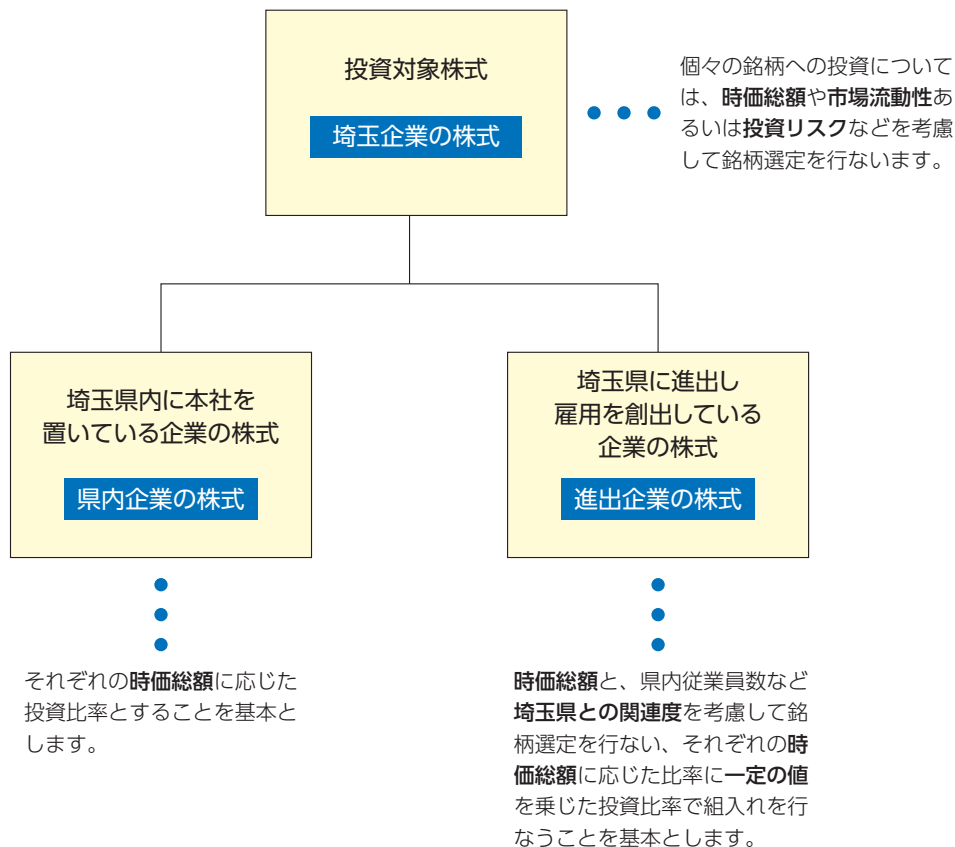 投資対象株式
埼玉企業の株式
個々の銘柄への投資について
は、時価総額や市場流動性あ
るいは投資リスクなどを考慮
して銘柄選定を行ないます。
埼玉県内に本社を
置いている企業の株式
県内企業の株式
埼玉県に進出し
雇用を創出している
企業の株式
進出企業の株式
それぞれの時価総額に応じた
投資比率とすることを基本と
します。
時価総額と、県内従業員数など
埼玉県との関連度を考慮して銘
柄選定を行ない、それぞれの時
価総額に応じた比率に一定の値
を乗じた投資比率で組入れを行
なうことを基本とします。